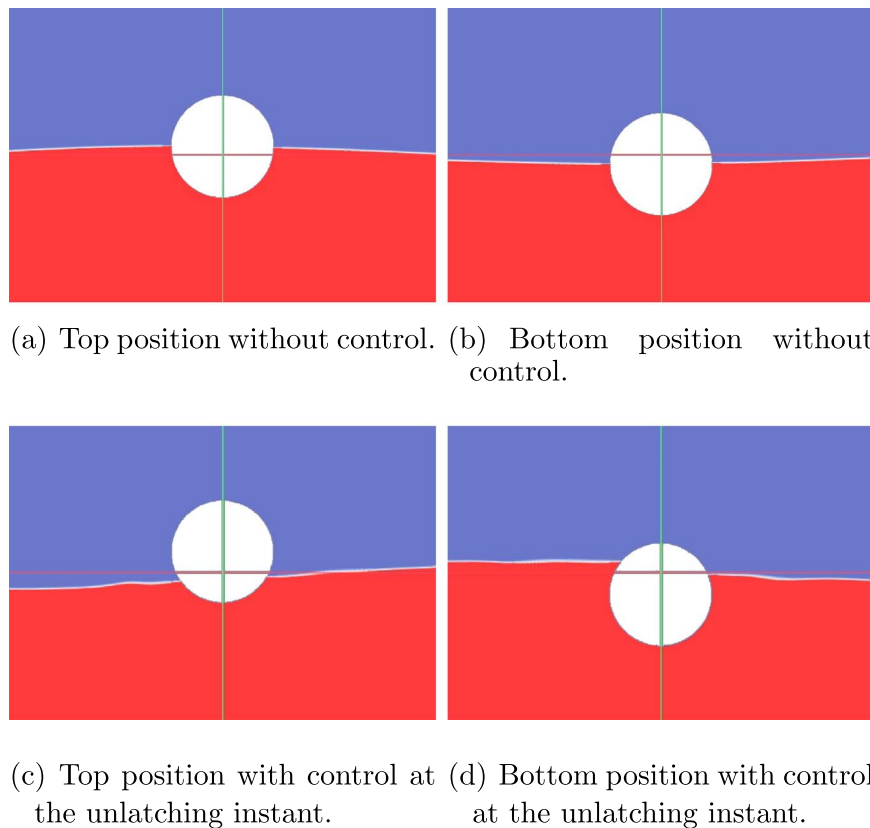 (a) Top position without control.
(b) Bottom position without
control.
(c) Top position with control at
the unlatching instant.
(d) Bottom position with control
at the unlatching instant.